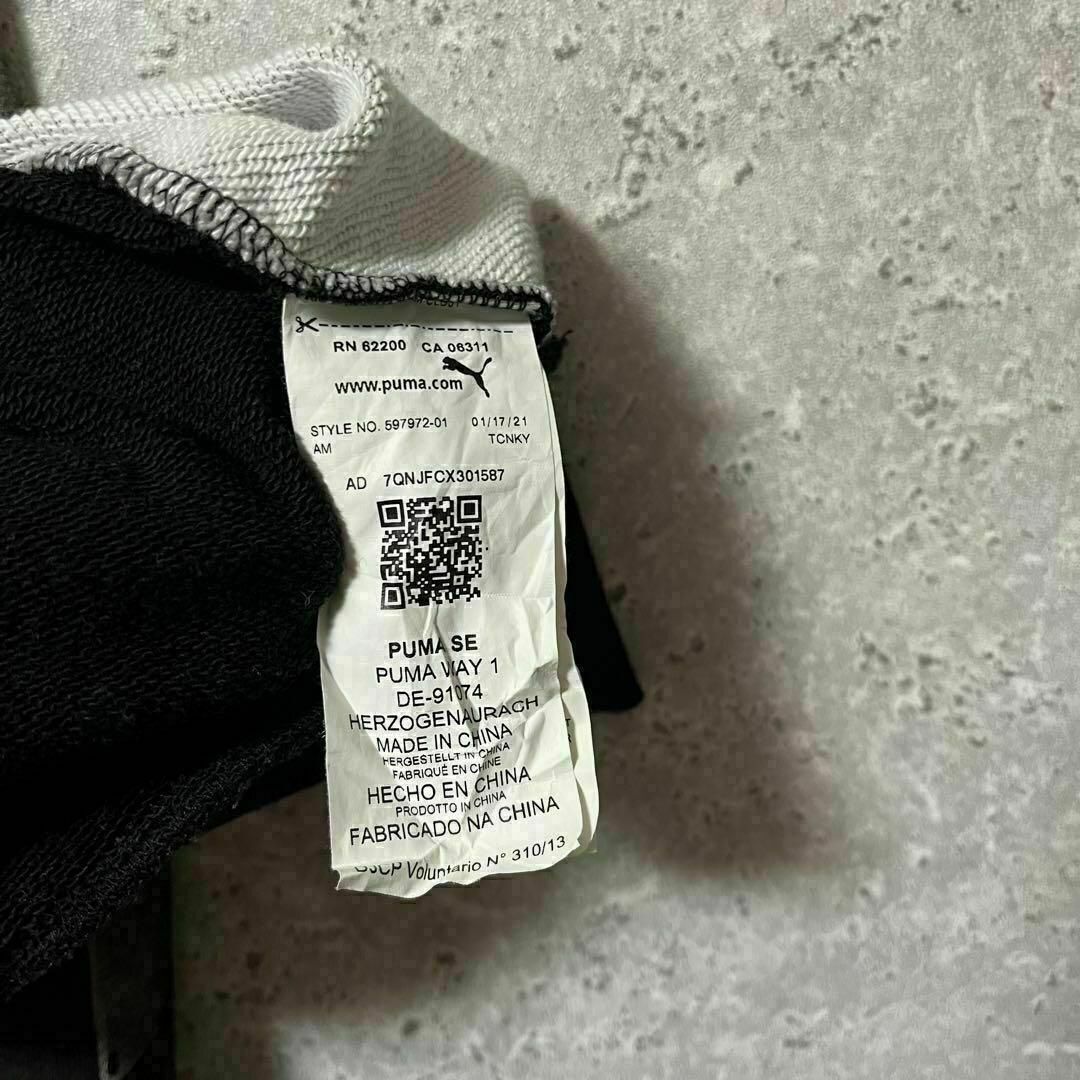 RN 62200 CA 06311
www.puma.com
STYLE NO. 597972-01 01/17/21
AM TCNKY
AD 7QNJFCX301587
PUMA SE
PUMA WAY 1
DE-91074
HERZOGENAURACH
MADE IN CHINA
HERGESTELLT IN CHINA
FABRIQUÉ EN CHINE
HECHO EN CHINA
PRODOTTO IN CHINA
FABRICADO NA CHINA
Voluntario N° 310/13